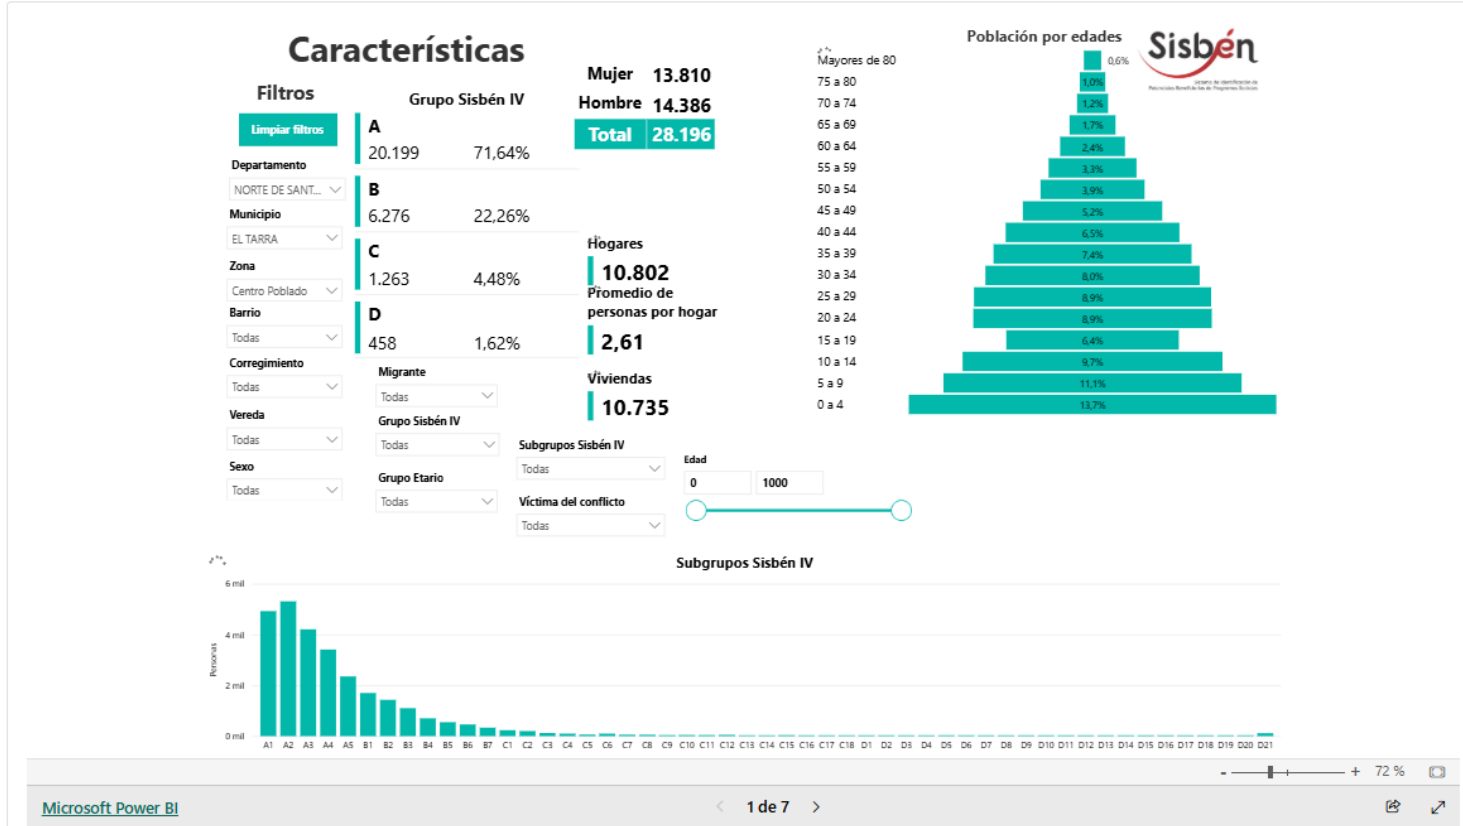 Características
Filtros
Limpiar filtros
Departamento
NORTE DE SANT...
Municipio
EL TARRA
Zona
Centro Poblado
Barrio
Todas
Corregimiento
Todas
Vereda
Todas
Sexo
Todas
Grupo Sisbén IV
A
20.199 71,64%
B
6.276 22,26%
C
1.263 4,48%
D
458 1,62%
Migrante
Todas
Grupo Sisbén IV
Todas
Grupo Etario
Todas
Mujer 13.810
Hombre 14.386
Total 28.196
Hogares
10.802
Promedio de
personas por hogar
2,61
Viviendas
10.735
Subgrupos Sisbén IV
Todas
Víctima del conflicto
Todas
Edad
0 1000
Población por edades
Sisbén
Sistema de Identificación de
Potenciales Beneficiarios de Programas Sociales
Mayores de 80 0,6%
75 a 80 1,0%
70 a 74 1,2%
65 a 69 1,7%
60 a 64 2,4%
55 a 59 3,3%
50 a 54 3,9%
45 a 49 5,2%
40 a 44 6,5%
35 a 39 7,4%
30 a 34 8,0%
25 a 29 8,9%
20 a 24 8,9%
15 a 19 6,4%
10 a 14 9,7%
5 a 9 11,1%
0 a 4 13,7%
Subgrupos Sisbén IV
Personas
6 mil
4 mil
2 mil
0 mil
A1 A2 A3 A4 A5 B1 B2 B3 B4 B5 B6 B7 C1 C2 C3 C4 C5 C6 C7 C8 C9 C10 C11 C12 C13 C14 C15 C16 C17 C18 D1 D2 D3 D4 D5 D6 D7 D8 D9 D10 D11 D12 D13 D14 D15 D16 D17 D18 D19 D20 D21
- + 72 %
Microsoft Power BI
1 de 7